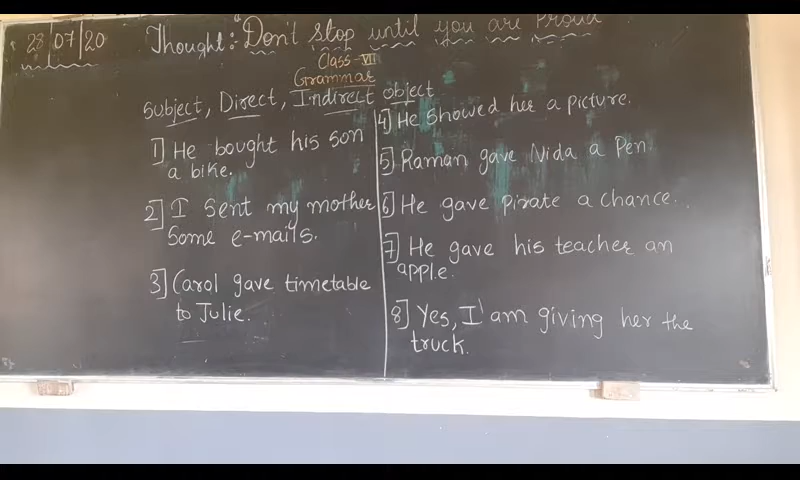 28/07/20
Thought:- "Don't stop until you are Proud
Class-VII
Grammar
Subject, Direct, Indirect object
1] He bought his son
a bike.
2] I sent my mother
Some e-mails.
3] Carol gave timetable
to Julie.
4] He showed her a picture.
5] Raman gave Nida a Pen.
6] He gave pirate a chance..
7] He gave his teacher an
apple.
8] Yes, I am giving her the
truck.